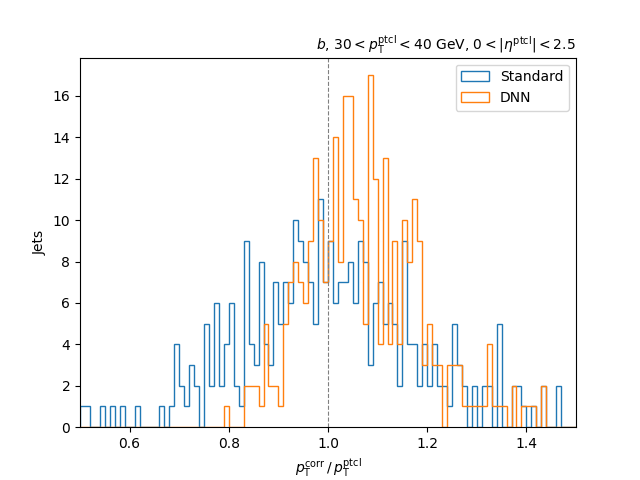 b, 30 < p_T^ptcl < 40 GeV, 0 < |η^ptcl| < 2.5
Standard
DNN
Jets
16
14
12
10
8
6
4
2
0
0.6 0.8 1.0 1.2 1.4
p_T^corr / p_T^ptcl